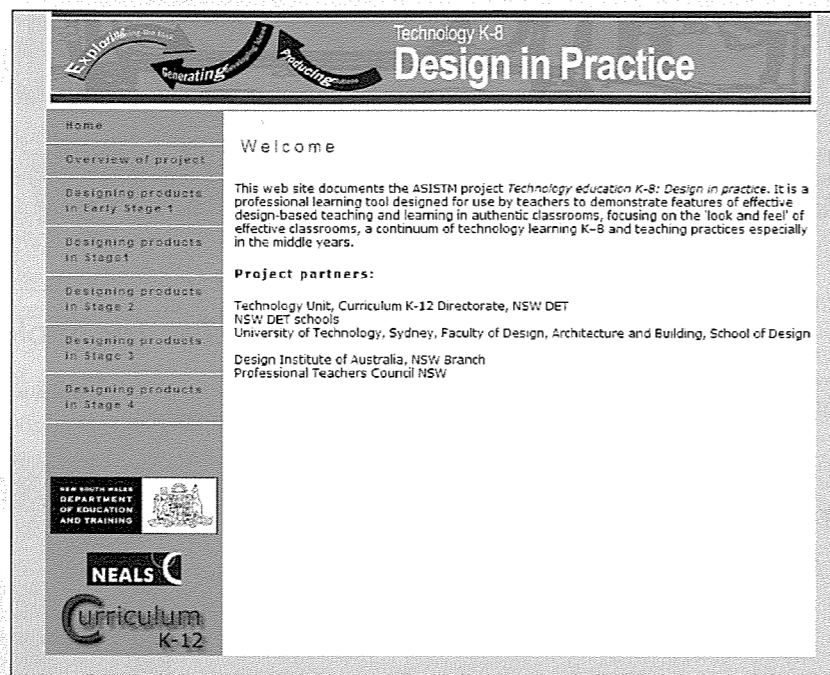 Technology K-8
Design in Practice
Exploring
Generating
Developing Ideas
Producing
Home
Overview of project
Designing products
in Early Stage 1
Designing products
in Stage1
Designing products
in Stage 2
Designing products
in Stage 3
Designing products
in Stage 4
NEW SOUTH WALES
DEPARTMENT
OF EDUCATION
AND TRAINING
NEALS
Curriculum
K-12
Welcome
This web site documents the ASISTM project Technology education K-8: Design in practice. It is a
professional learning tool designed for use by teachers to demonstrate features of effective
design-based teaching and learning in authentic classrooms, focusing on the 'look and feel' of
effective classrooms, a continuum of technology learning K–8 and teaching practices especially
in the middle years.
Project partners:
Technology Unit, Curriculum K-12 Directorate, NSW DET
NSW DET schools
University of Technology, Sydney, Faculty of Design, Architecture and Building, School of Design
Design Institute of Australia, NSW Branch
Professional Teachers Council NSW